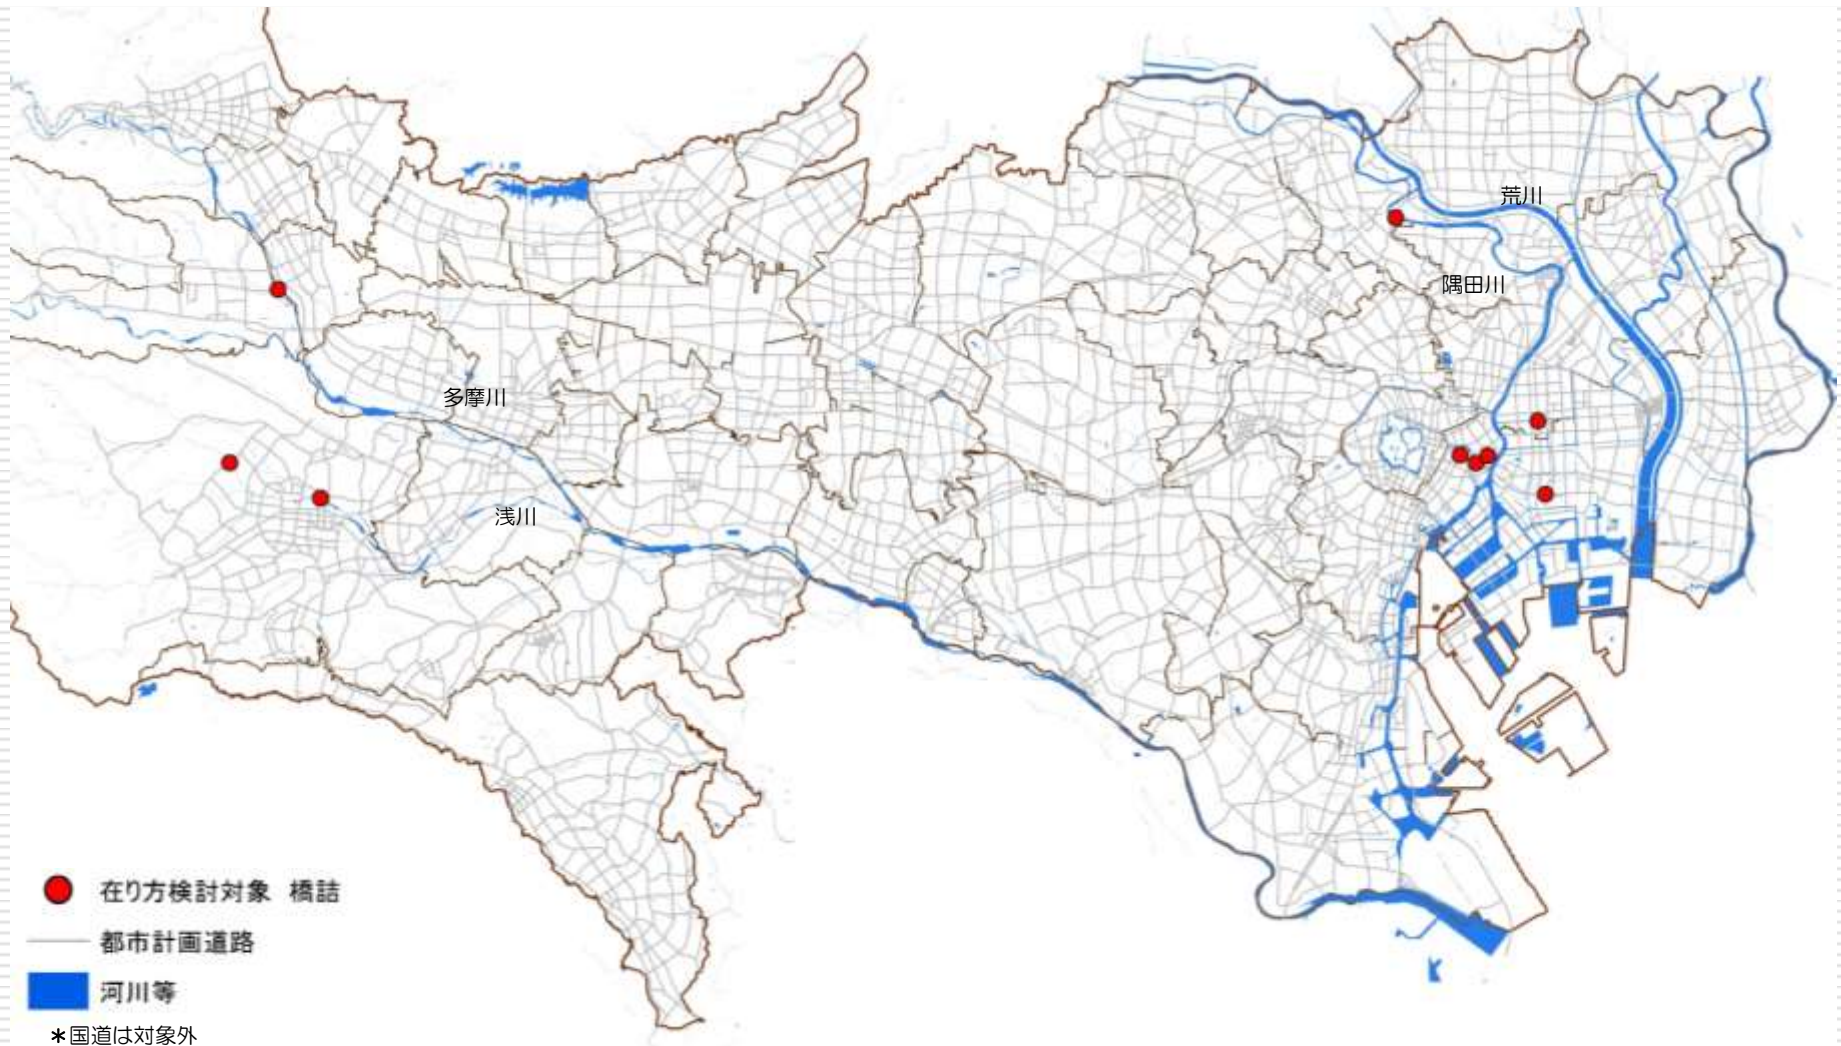 荒川
隅田川
多摩川
浅川
在り方検討対象 橋詰
都市計画道路
河川等
*国道は対象外